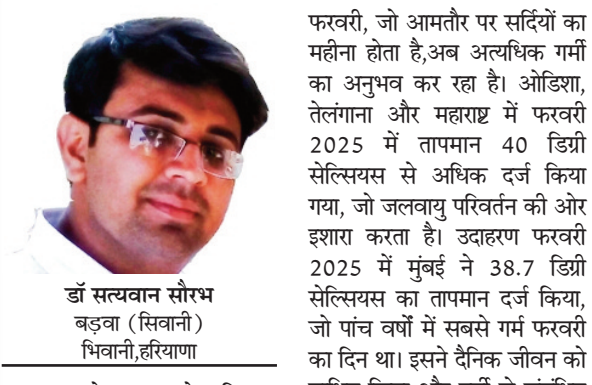 डॉ सत्यवान सौरभ
बड़वा (सिवानी)
भिवानी,हरियाणा
फरवरी, जो आमतौर पर सर्दियों का
महीना होता है,अब अत्यधिक गर्मी
का अनुभव कर रहा है। ओडिशा,
तेलंगाना और महाराष्ट्र में फरवरी
2025 में तापमान 40 डिग्री
सेल्सियस से अधिक दर्ज किया
गया, जो जलवायु परिवर्तन की ओर
इशारा करता है। उदाहरण फरवरी
2025 में मुंबई ने 38.7 डिग्री
सेल्सियस का तापमान दर्ज किया,
जो पांच वर्षों में सबसे गर्म फरवरी
का दिन था। इसने दैनिक जीवन को